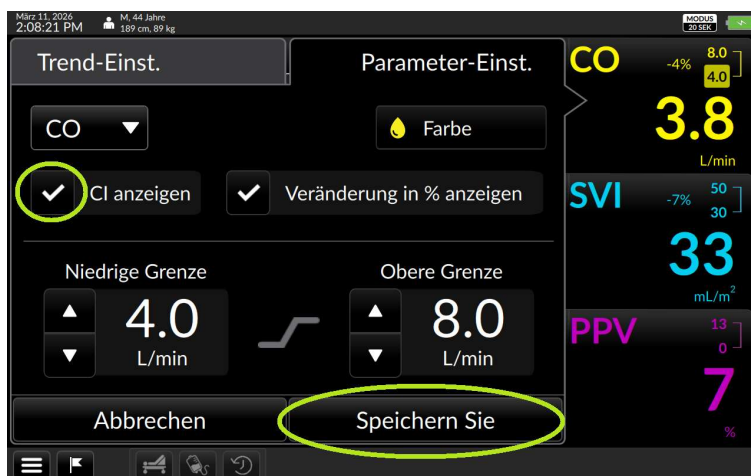 März 11, 2026
2:08:21 PM
M, 44 Jahre
189 cm, 89 kg
MODUS
20 SEK
Trend-Einst.
Parameter-Einst.
CO
Farbe
CI anzeigen
Veränderung in % anzeigen
Niedrige Grenze
Obere Grenze
4.0
8.0
L/min
L/min
Abbrechen
Speichern Sie
CO
-4%
8.0
4.0
3.8
L/min
SVI
-7%
50
30
33
mL/m²
PPV
13
0
7
%